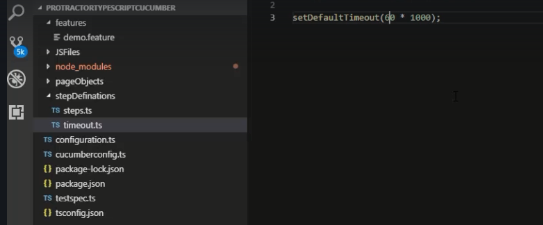 PROTRACTORTYPESCRIPTCUCUMBER
features
demo.feature
JSFiles
node_modules
pageObjects
stepDefinations
TS steps.ts
TS timeout.ts
TS configuration.ts
TS cucumberconfig.ts
{} package-lock.json
{} package.json
TS testspec.ts
{} tsconfig.json
5k
2
3 setDefaultTimeout(60 * 1000);